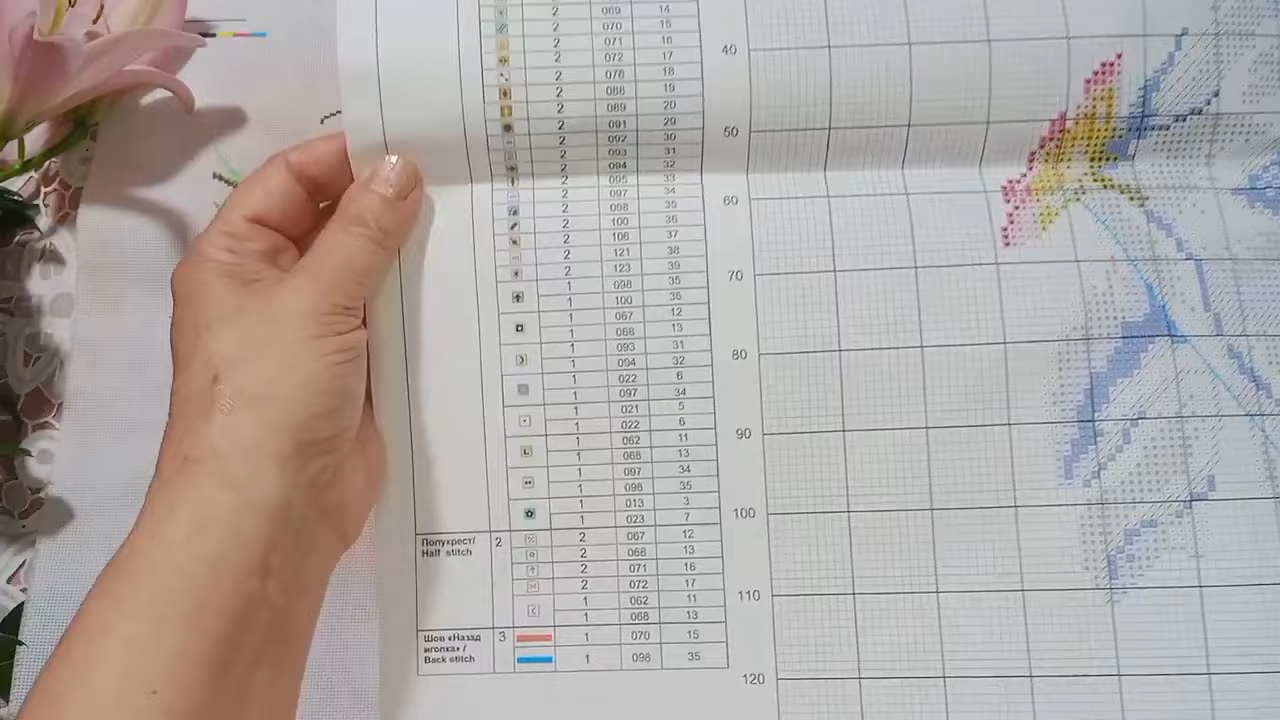 2 069 14
2 070 15
2 071 16
2 072 17
2 076 18
2 088 19
2 089 20
2 091 29
2 092 30
2 093 31
2 094 32
2 095 33
2 097 34
2 098 35
2 100 36
2 106 37
2 121 38
2 123 39
1 098 35
1 100 36
1 067 12
1 068 13
1 093 31
1 094 32
1 022 6
1 097 34
1 021 5
1 022 6
1 062 11
1 068 13
1 097 34
1 098 35
1 013 3
1 023 7
Полукрест/ 2 2 067 12
Half stitch 2 068 13
2 071 16
2 072 17
1 062 11
1 068 13
Шов «Назад 3 1 070 15
иголка» /
Back stitch 1 098 35
40
50
60
70
80
90
100
110
120